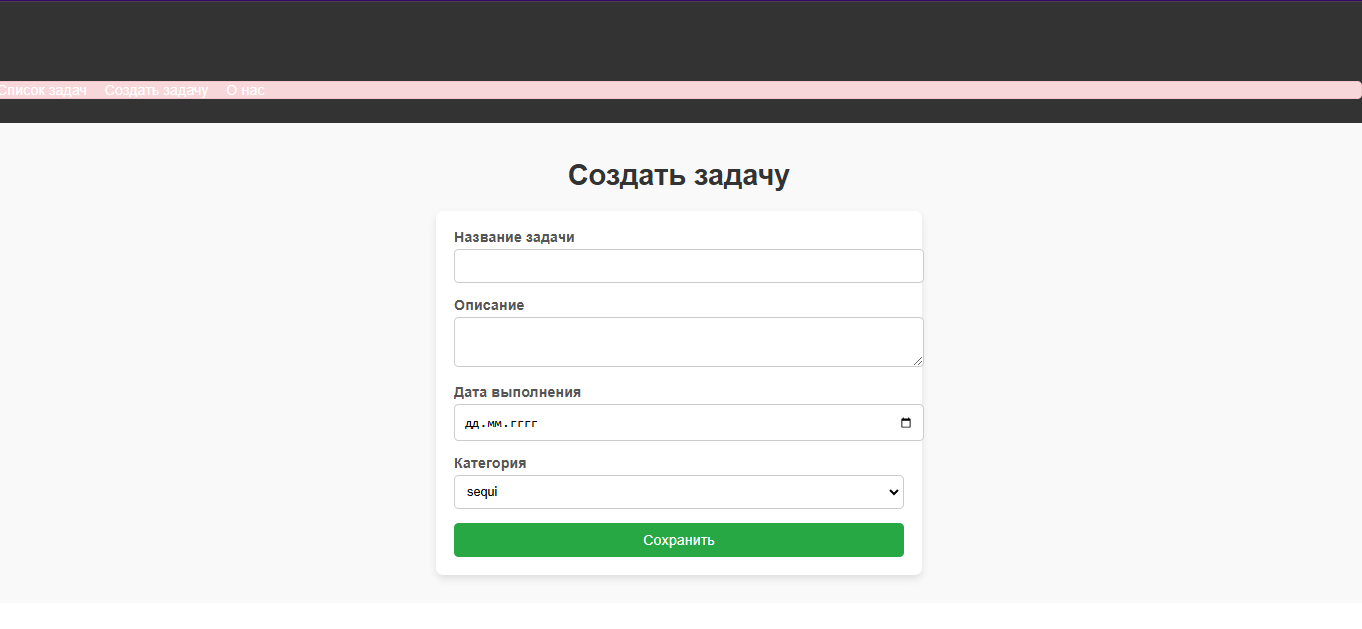 Список задач Создать задачу О нас
Создать задачу
Название задачи
Описание
Дата выполнения
дд.мм.гггг
Категория
sequi
Сохранить